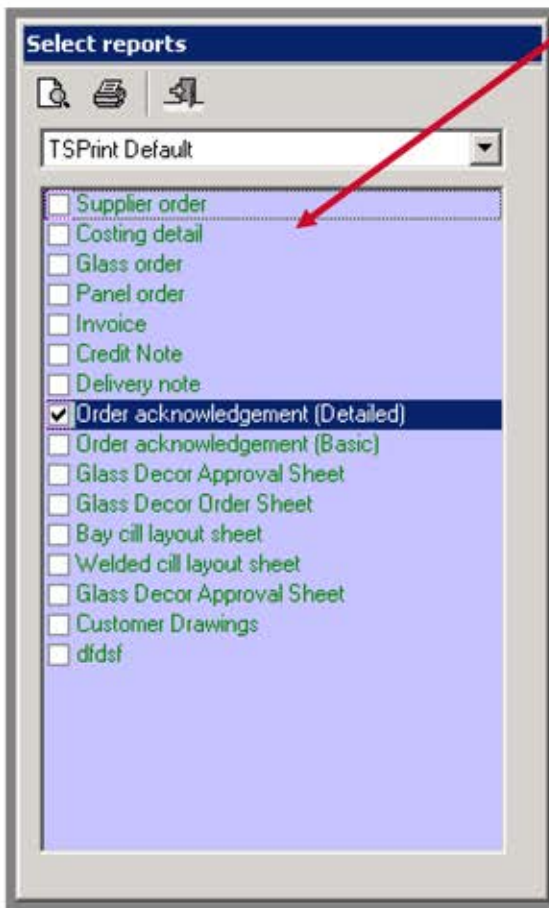 Select reports
TSPrint Default
Supplier order
Costing detail
Glass order
Panel order
Invoice
Credit Note
Delivery note
Order acknowledgement (Detailed)
Order acknowledgement (Basic)
Glass Decor Approval Sheet
Glass Decor Order Sheet
Bay cill layout sheet
Welded cill layout sheet
Glass Decor Approval Sheet
Customer Drawings
dfdsf